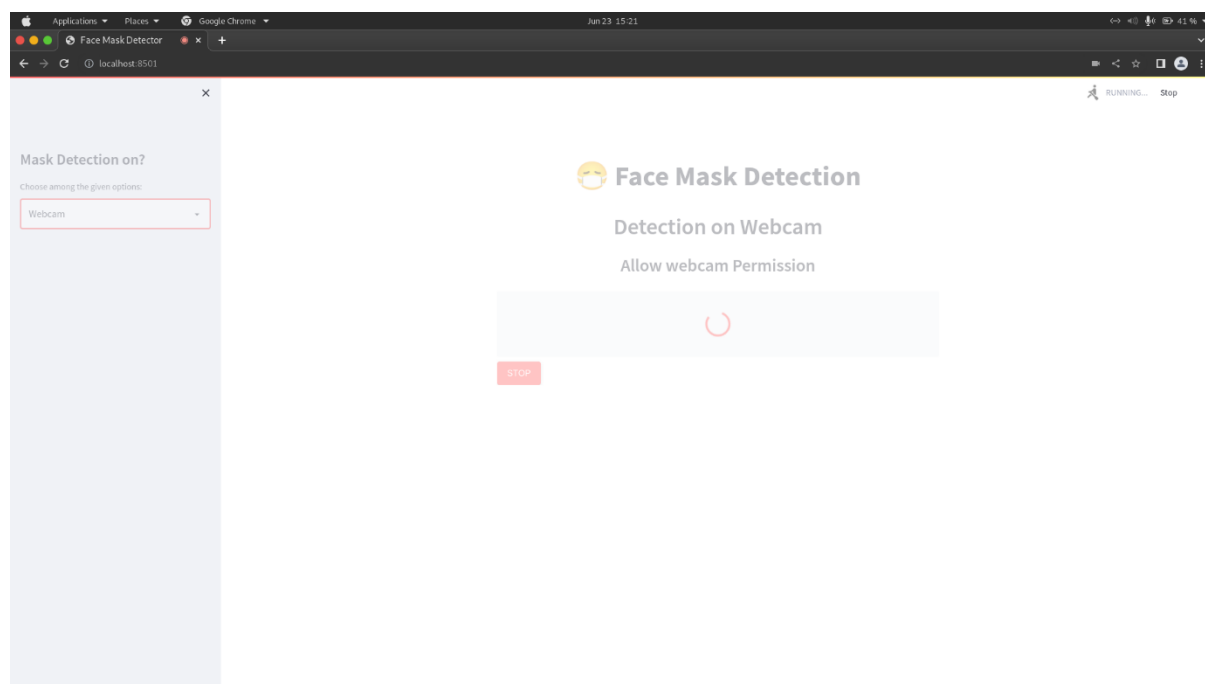 Applications Places Google Chrome Jun 23 15:21 41 %
Face Mask Detector
localhost:8501
RUNNING... Stop
Mask Detection on?
Choose among the given options:
Webcam
Face Mask Detection
Detection on Webcam
Allow webcam Permission
STOP